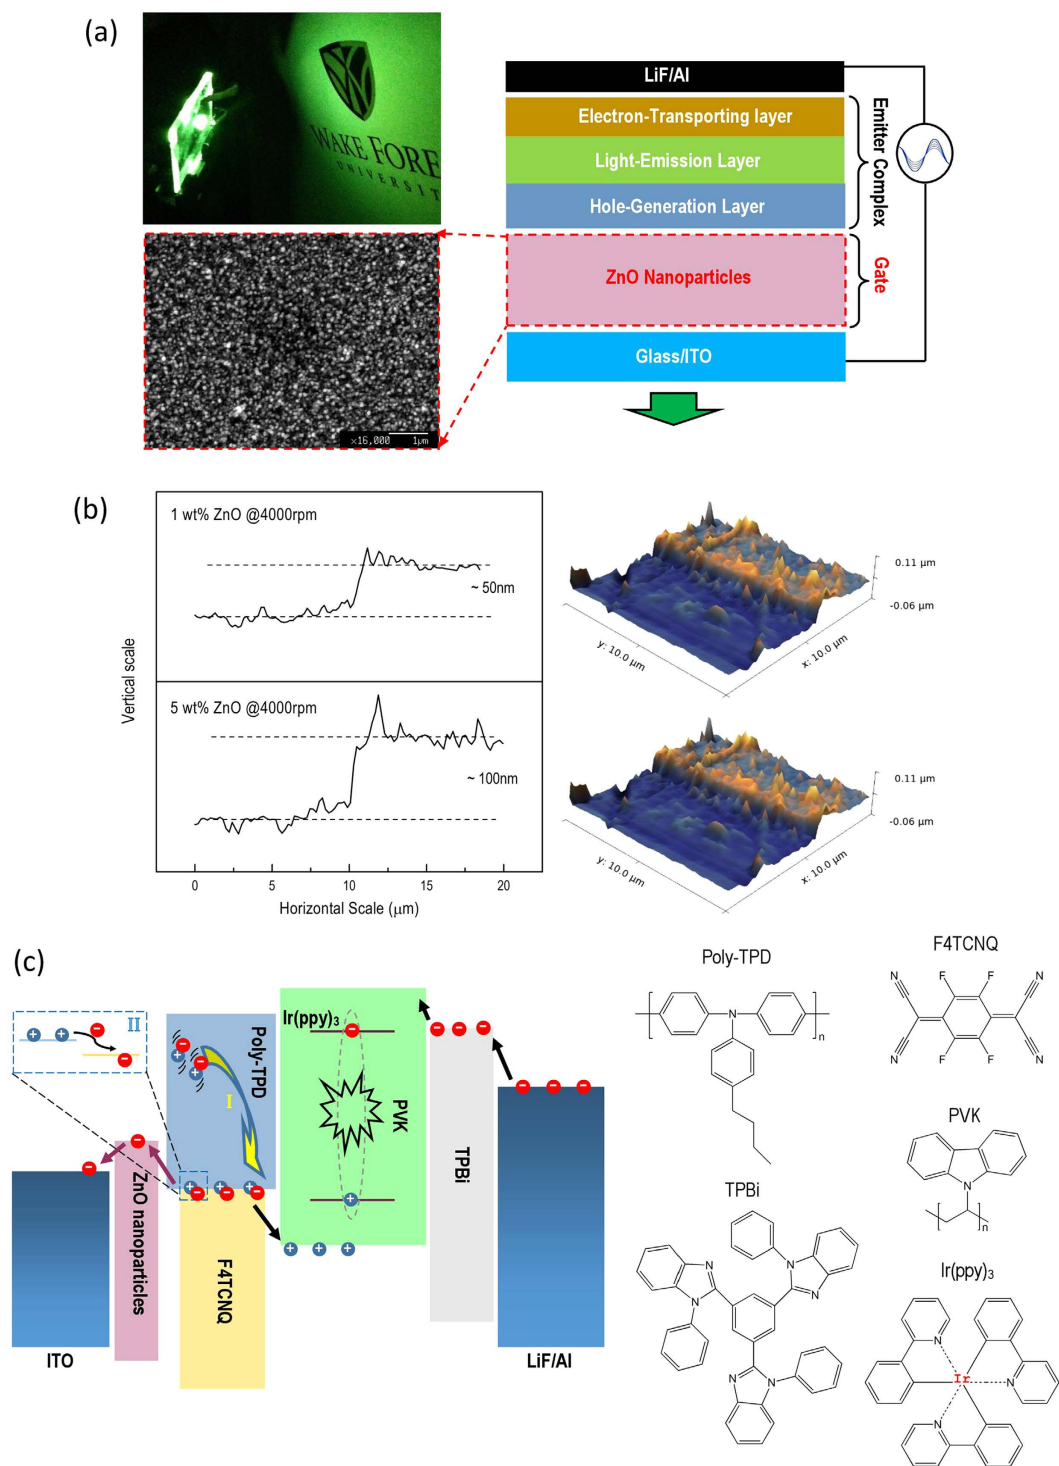 (a)
WAKE FORE
UNIVERSIT
×16,000
1µm
LiF/Al
Electron-Transporting layer
Light-Emission Layer
Hole-Generation Layer
ZnO Nanoparticles
Glass/ITO
Emitter Complex
Gate
(b)
1 wt% ZnO @4000rpm
~ 50nm
5 wt% ZnO @4000rpm
~ 100nm
Vertical scale
0 5 10 15 20
Horizontal Scale (µm)
0.11 µm
-0.06 µm
y: 10.0 µm
x: 10.0 µm
0.11 µm
-0.06 µm
y: 10.0 µm
x: 10.0 µm
(c)
II
I
Poly-TPD
Ir(ppy)₃
PVK
TPBi
ZnO nanoparticles
F4TCNQ
ITO
LiF/Al
Poly-TPD
N
n
F4TCNQ
N N
F F
F F
N N
PVK
N
n
TPBi
N
N
N
N
N
N
Ir(ppy)₃
N
Ir
N
N